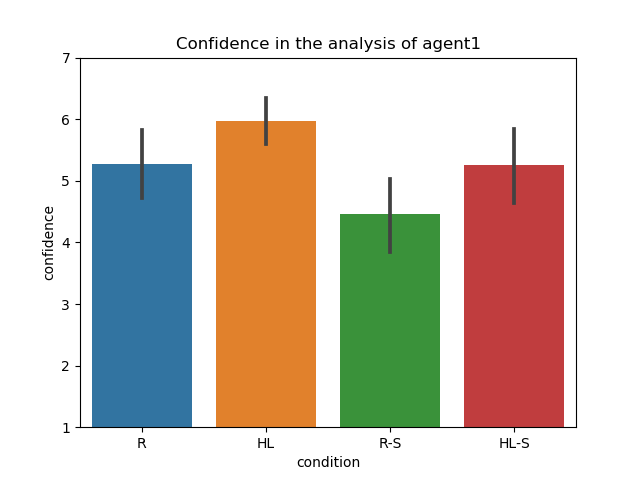 Confidence in the analysis of agent1
7
6
5
4
3
2
1
confidence
R HL R-S HL-S
condition